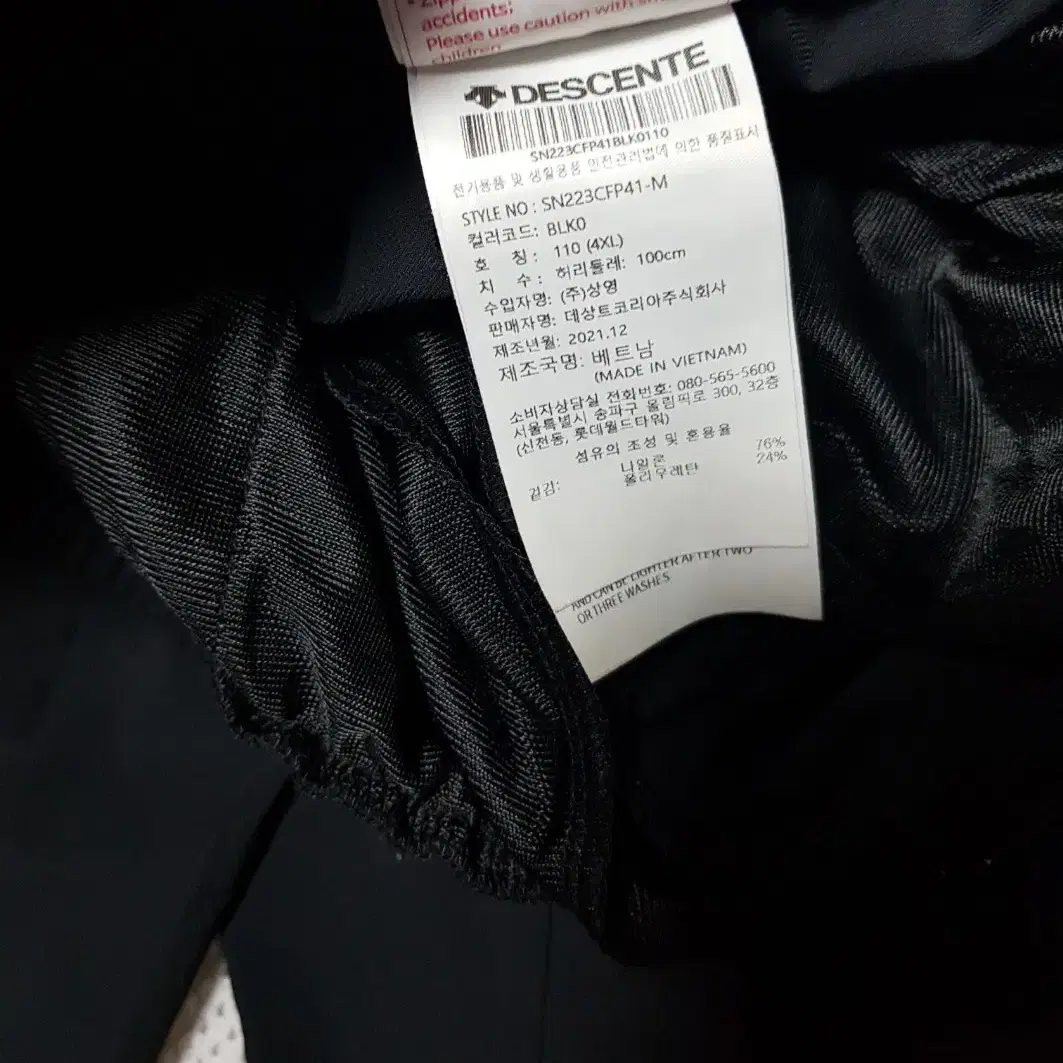 accidents;
Please use caution with
children
DESCENTE
SN223CFP41BLK0110
전기용품 및 생활용품 안전관리법에 의한 품질표시
STYLE NO : SN223CFP41-M
컬러코드: BLK0
호 칭: 110 (4XL)
치 수: 허리둘레: 100cm
수입자명: (주)상영
판매자명: 데상트코리아주식회사
제조년월: 2021.12
제조국명: 베트남
(MADE IN VIETNAM)
소비자상담실 전화번호: 080-565-5600
서울특별시 송파구 올림픽로 300, 32층
(신천동, 롯데월드타워)
섬유의 조성 및 혼용율
겉감: 나일론 76%
폴리우레탄 24%
AND CAN BE LIGHTER AFTER TWO
OR THREE WASHES